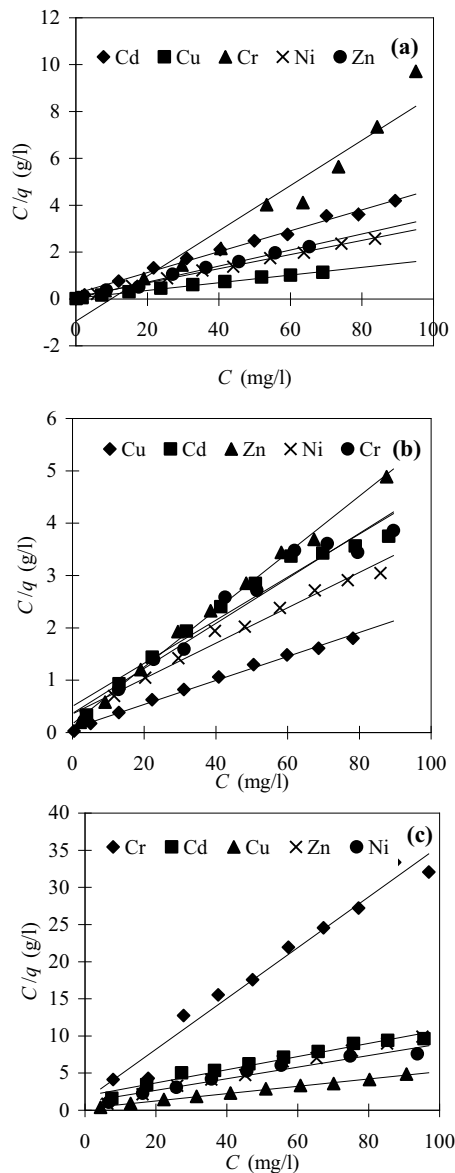 12
10
8
6
4
2
0
-2
C/q (g/l)
Cd Cu Cr Ni Zn (a)
0 20 40 60 80 100
C (mg/l)
6
5
4
3
2
1
0
C/q (g/l)
Cu Cd Zn Ni Cr (b)
0 20 40 60 80 100
C (mg/l)
40
35
30
25
20
15
10
5
0
C/q (g/l)
Cr Cd Cu Zn Ni (c)
0 20 40 60 80 100
C (mg/l)